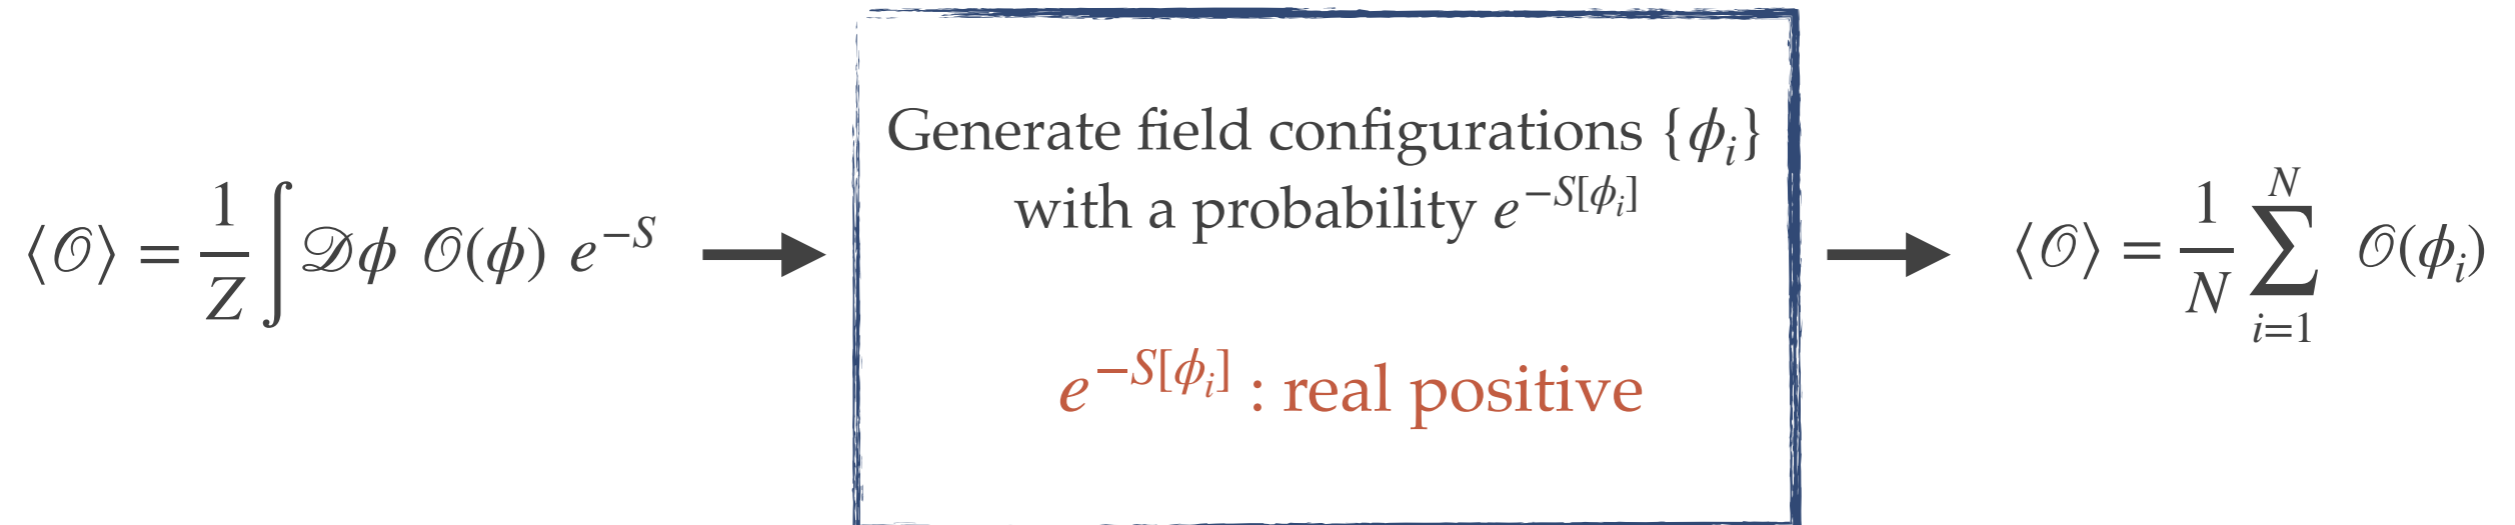 ⟨𝒪⟩ = 1/Z ∫ 𝒟ϕ 𝒪(ϕ) e^{−S}
Generate field configurations {ϕ_i}
with a probability e^{−S[ϕ_i]}
e^{−S[ϕ_i]} : real positive
⟨𝒪⟩ = 1/N ∑_{i=1}^{N} 𝒪(ϕ_i)